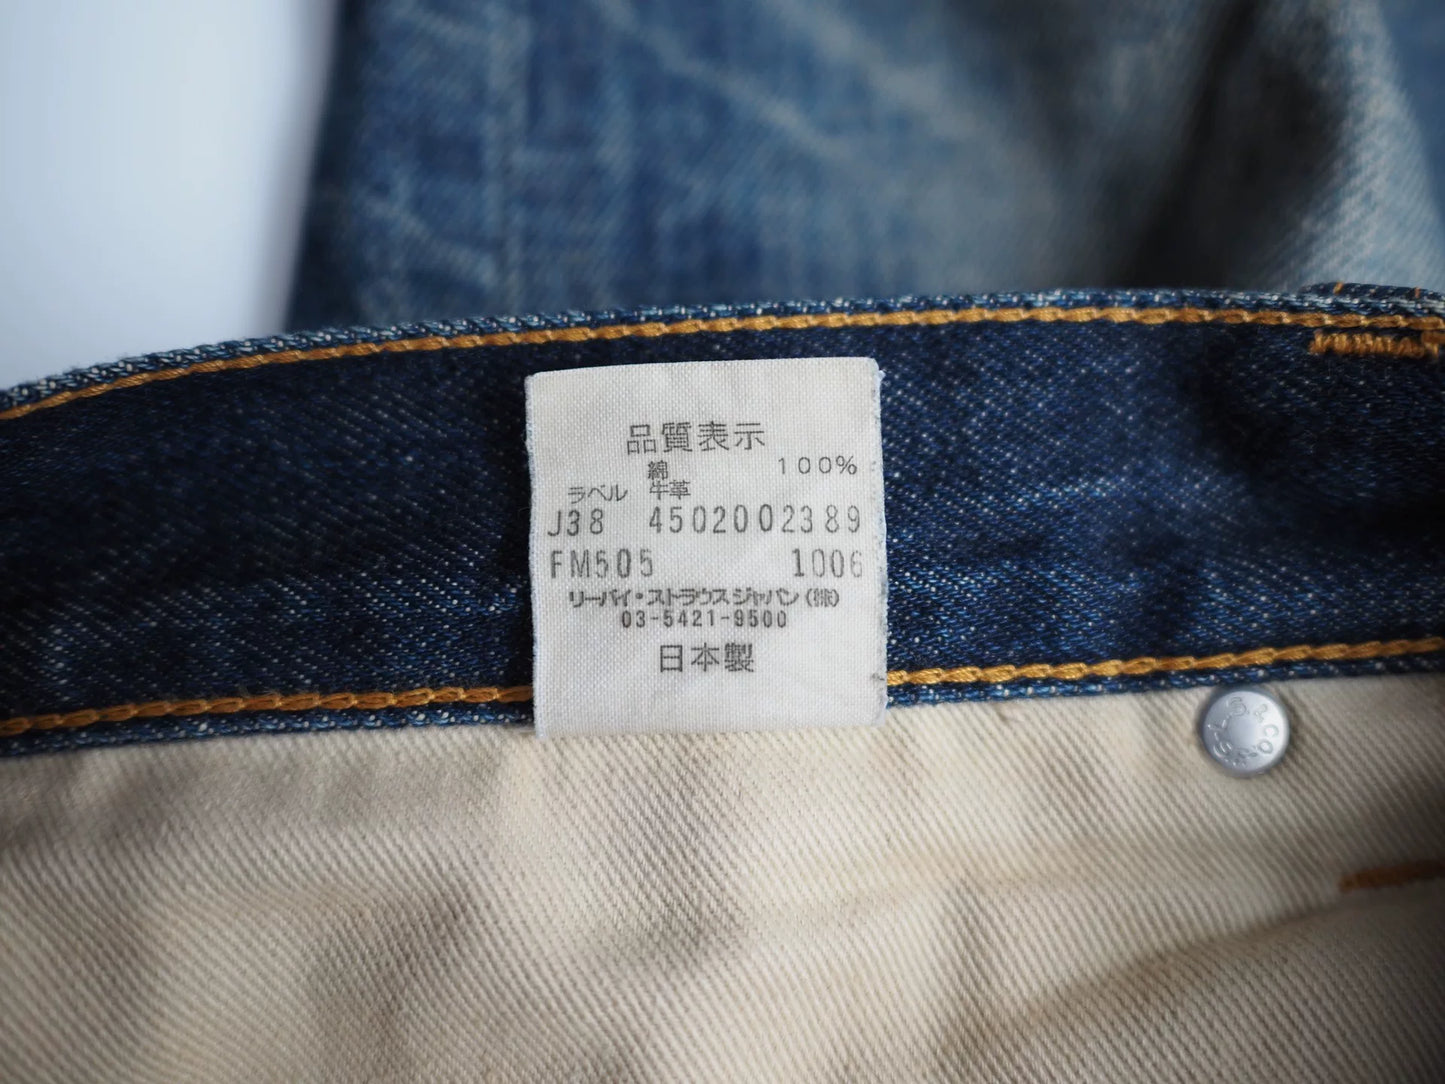 品質表示
綿 100%
ラベル 牛革
J38 4502002389
FM505 1006
リーバイ・ストラウスジャパン(株)
03-5421-9500
日本製
L.S.&CO.